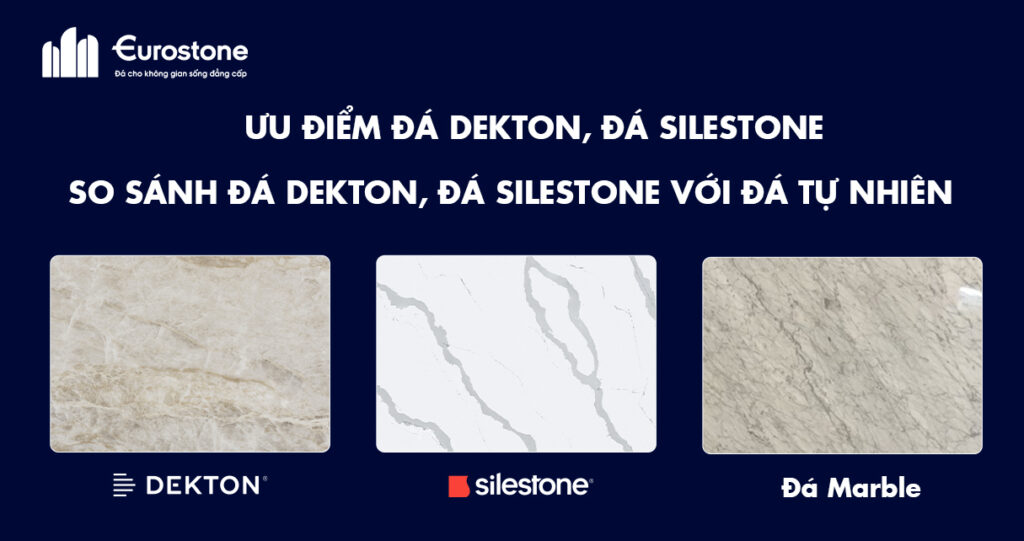 Eurostone
Đá cho không gian sống đẳng cấp
ƯU ĐIỂM ĐÁ DEKTON, ĐÁ SILESTONE
SO SÁNH ĐÁ DEKTON, ĐÁ SILESTONE VỚI ĐÁ TỰ NHIÊN
DEKTON®
silestone®
Đá Marble